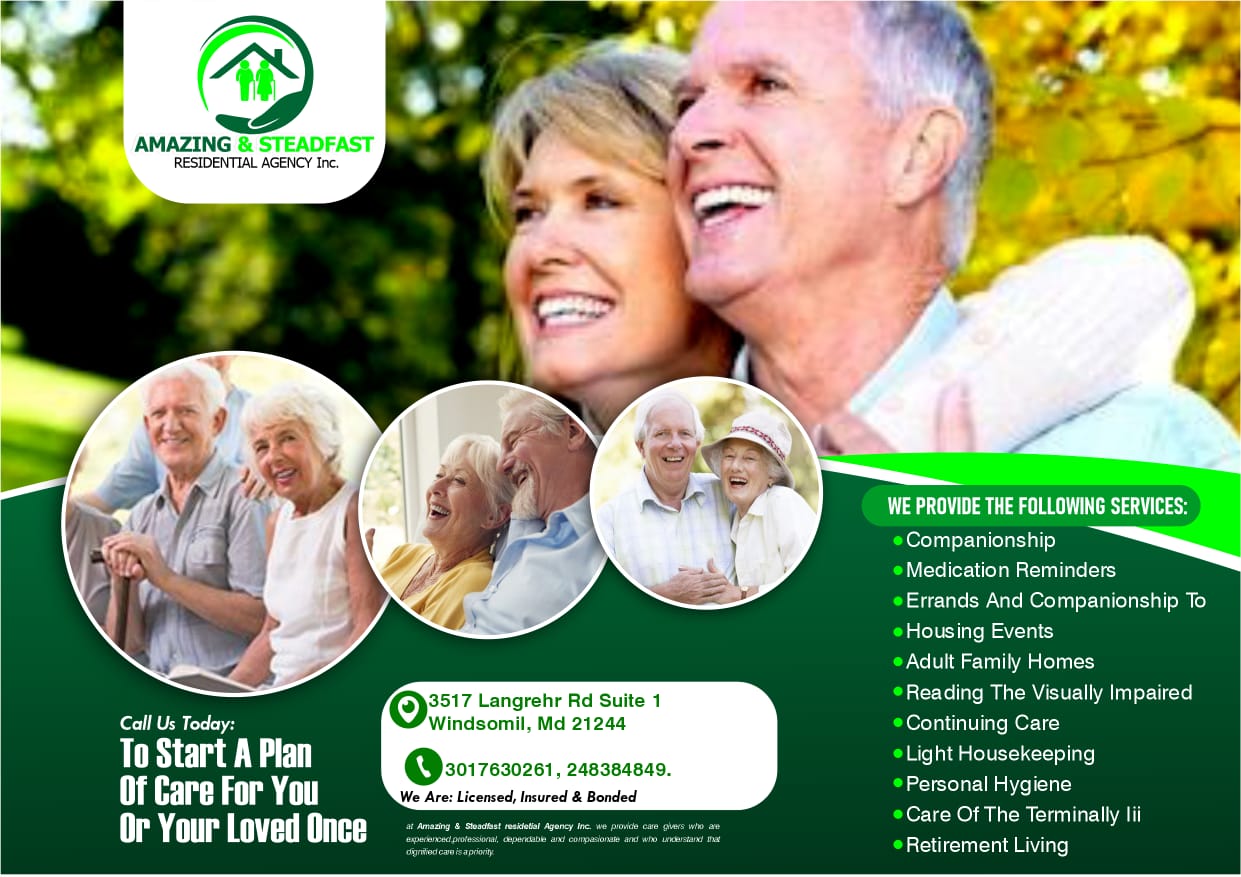 AMAZING & STEADFAST
RESIDENTIAL AGENCY Inc.
WE PROVIDE THE FOLLOWING SERVICES:
Companionship
Medication Reminders
Errands And Companionship To
Housing Events
Adult Family Homes
Reading The Visually Impaired
Continuing Care
Light Housekeeping
Personal Hygiene
Care Of The Terminally Iii
Retirement Living
Call Us Today:
To Start A Plan
Of Care For You
Or Your Loved Once
3517 Langrehr Rd Suite 1
Windsomil, Md 21244
3017630261, 248384849.
We Are: Licensed, Insured & Bonded
at Amazing & Steadfast residetial Agency Inc. we provide care givers who are
experienced,professional, dependable and compasionate and who understand that
dignified care is a priority.